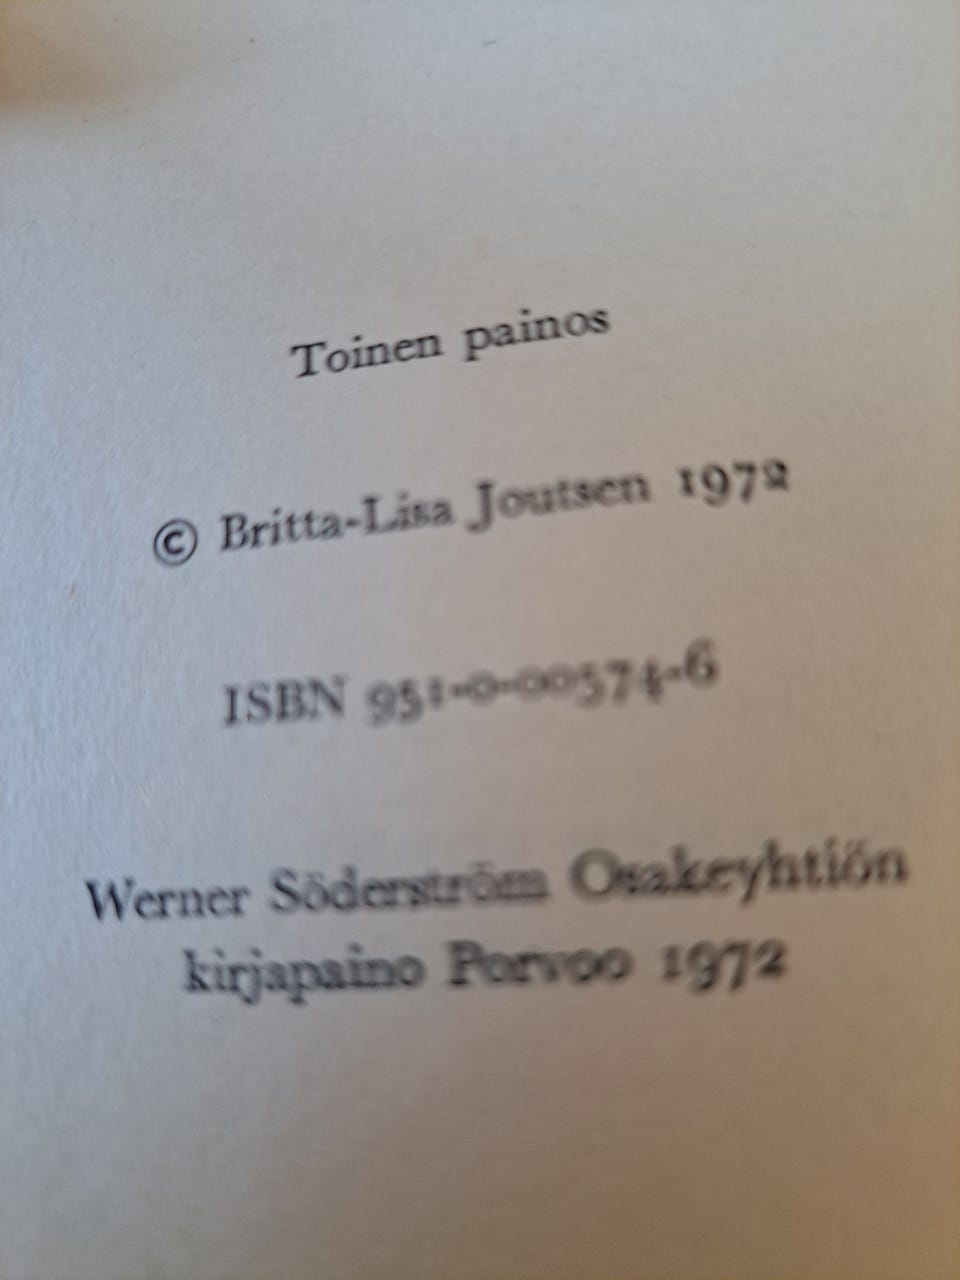 Toinen painos
© Britta-Lisa Joutsen 1972
ISBN 951-0-00574-6
Werner Söderström Osakeyhtiön
kirjapaino Porvoo 1972